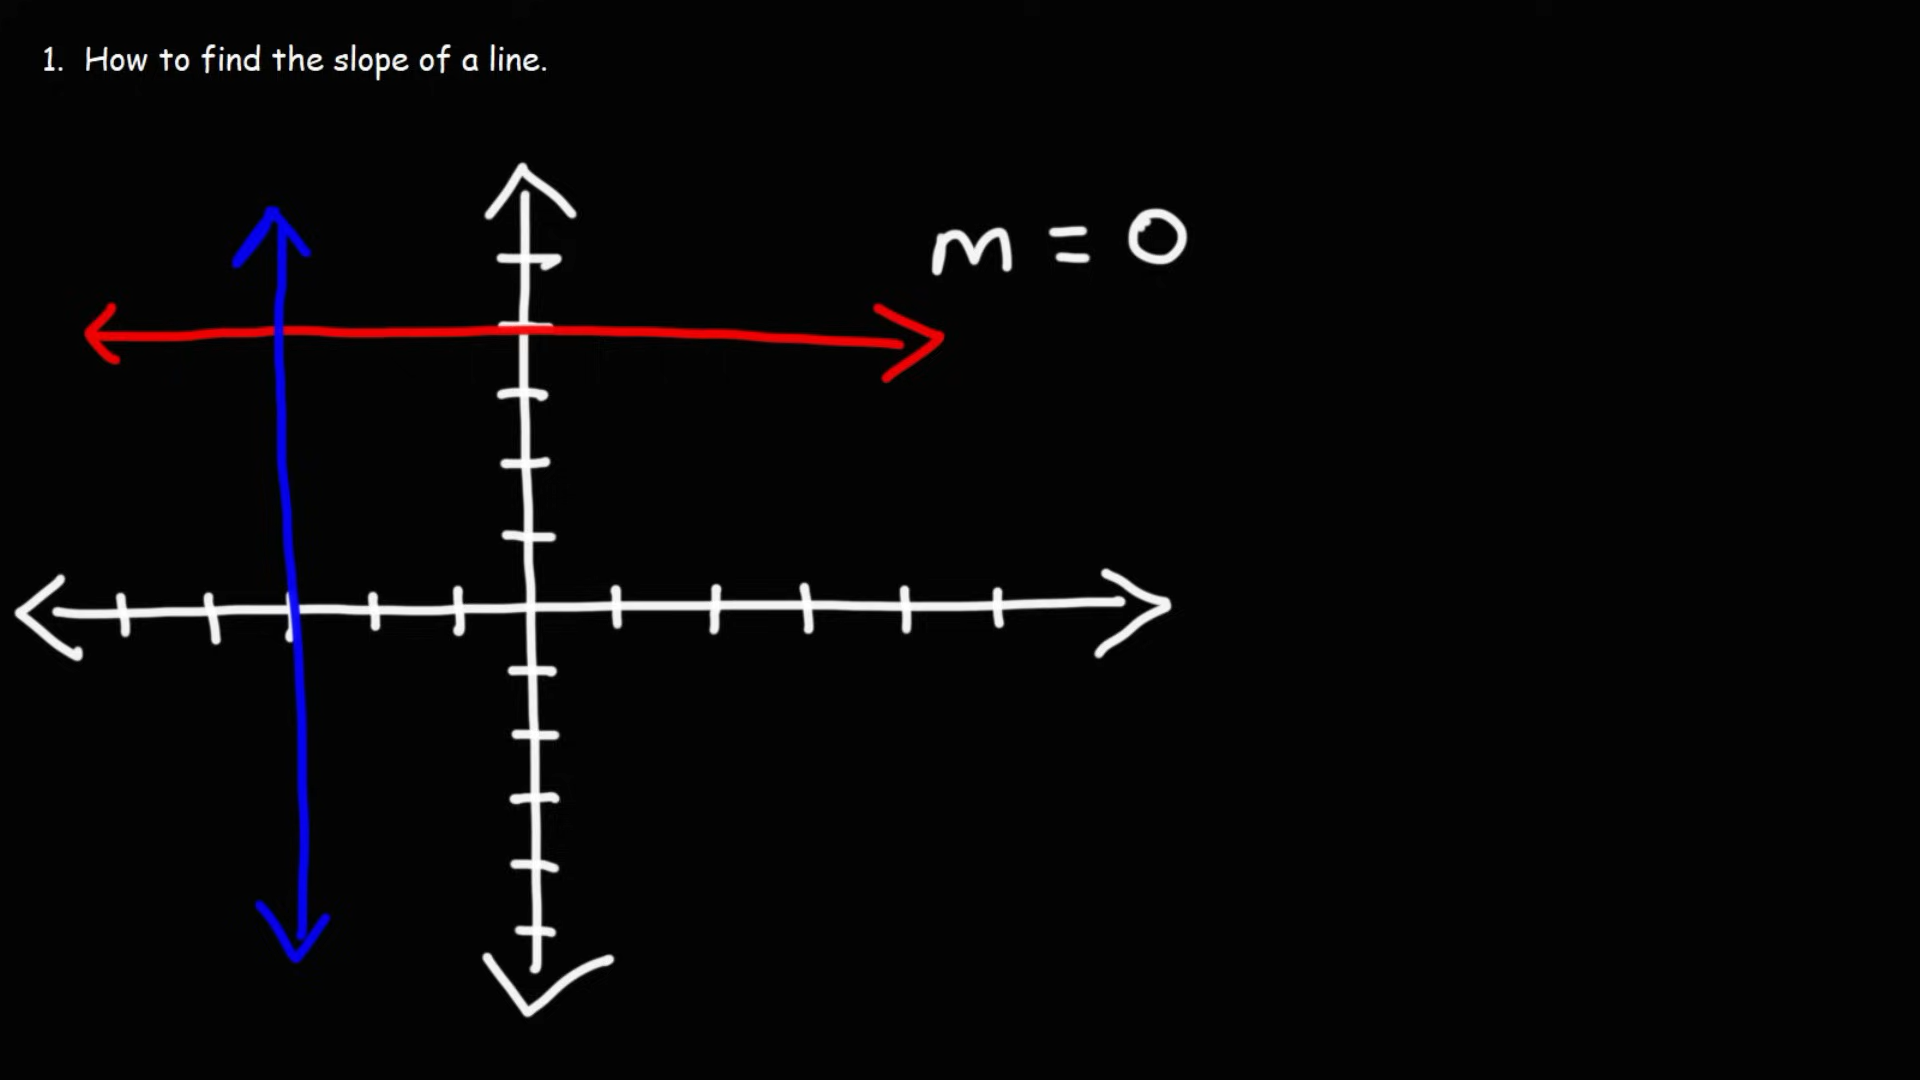 1. How to find the slope of a line.
m = 0